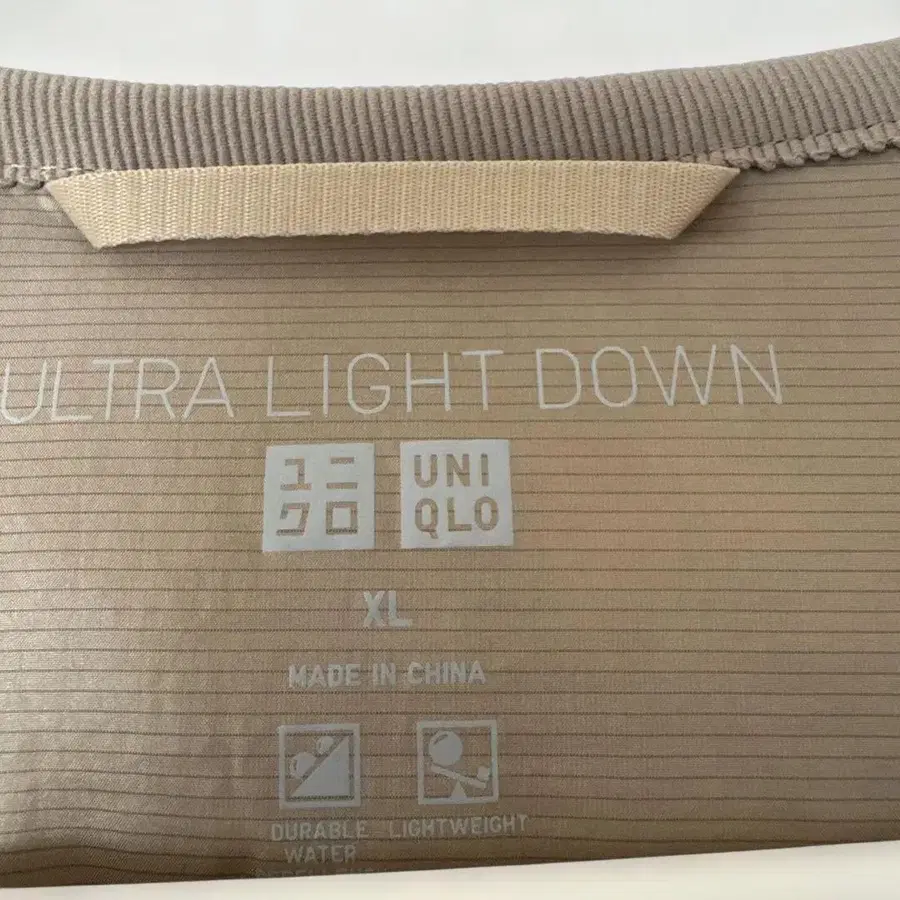 ULTRA LIGHT DOWN
ユニ
クロ
UNI
QLO
XL
MADE IN CHINA
DURABLE
WATER
LIGHTWEIGHT